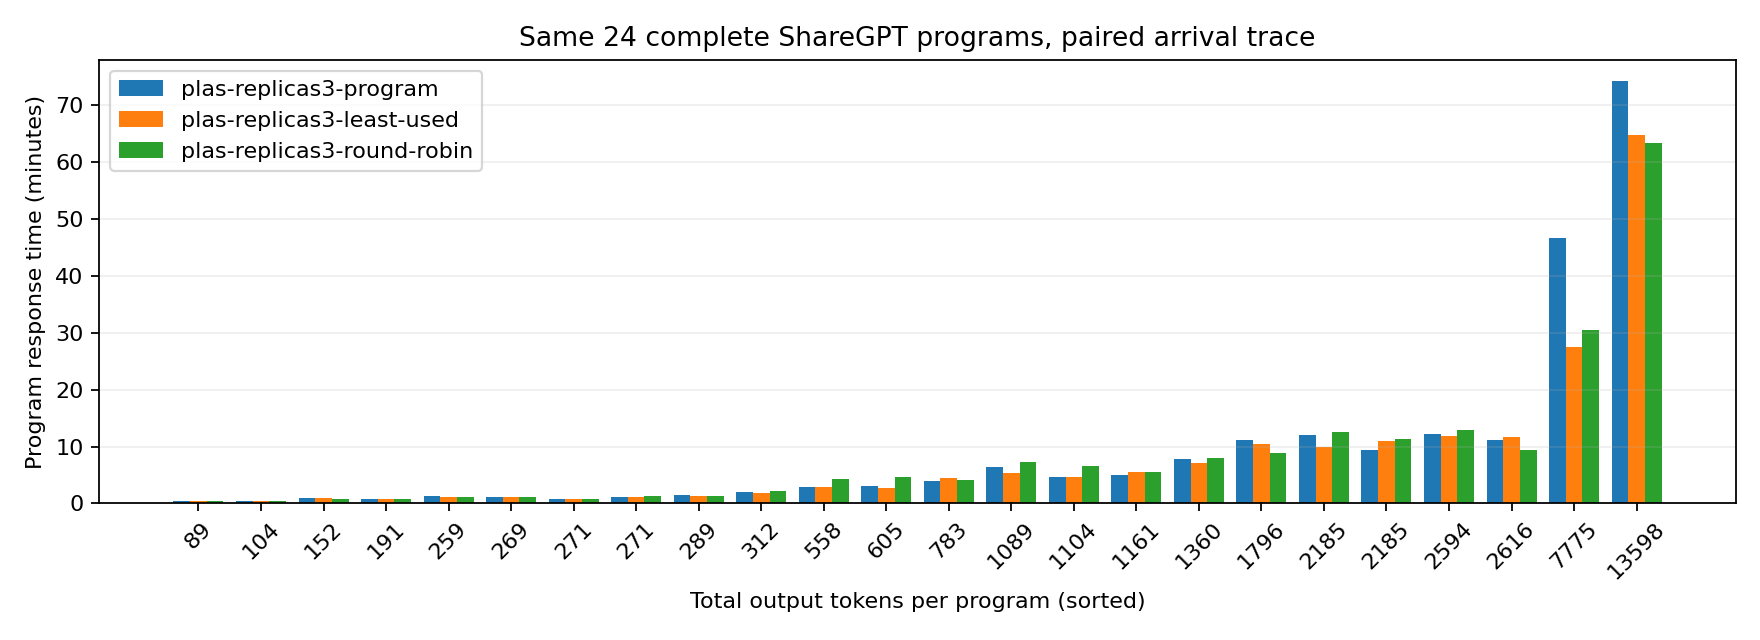 Same 24 complete ShareGPT programs, paired arrival trace
plas-replicas3-program
plas-replicas3-least-used
plas-replicas3-round-robin
Program response time (minutes)
70
60
50
40
30
20
10
0
89 104 152 191 259 269 271 271 289 312 558 605 783 1089 1104 1161 1360 1796 2185 2185 2594 2616 7775 13598
Total output tokens per program (sorted)